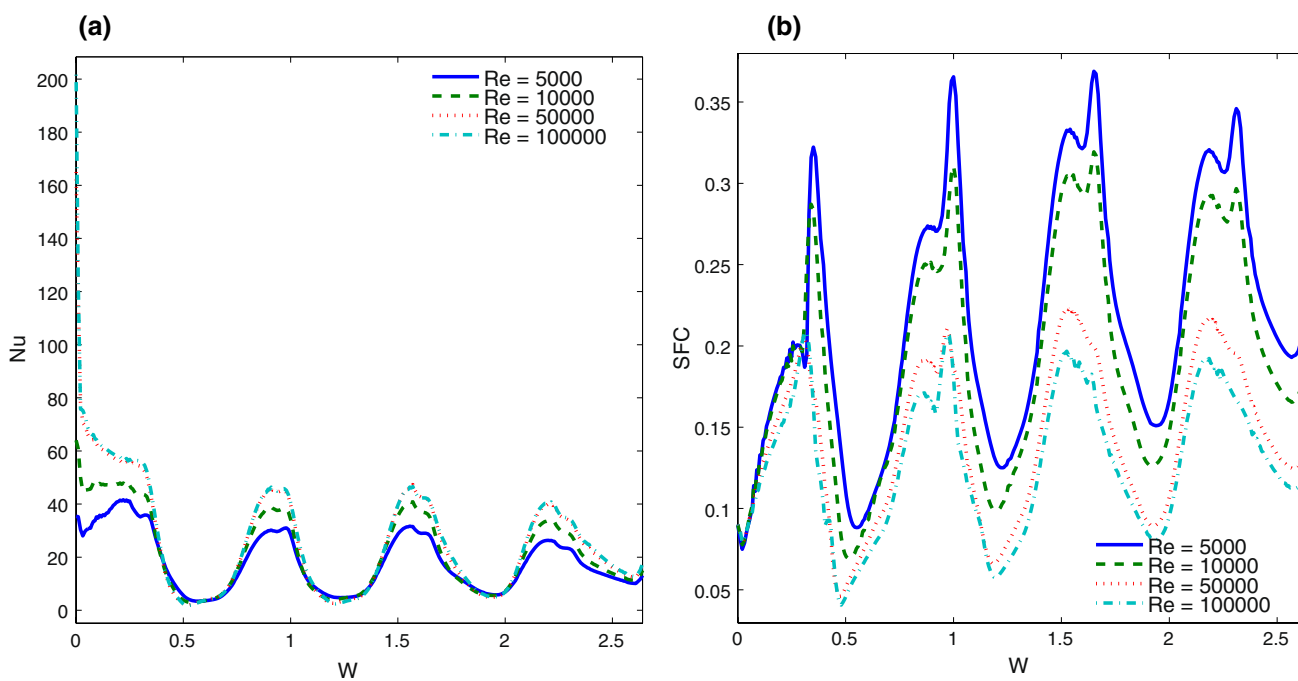 (a)
200
180
160
140
120
100
80
60
40
20
0
Nu
0
0.5
1
1.5
2
2.5
W
Re = 5000
Re = 10000
Re = 50000
Re = 100000
(b)
0.35
0.3
0.25
0.2
0.15
0.1
0.05
SFC
0
0.5
1
1.5
2
2.5
W
Re = 5000
Re = 10000
Re = 50000
Re = 100000